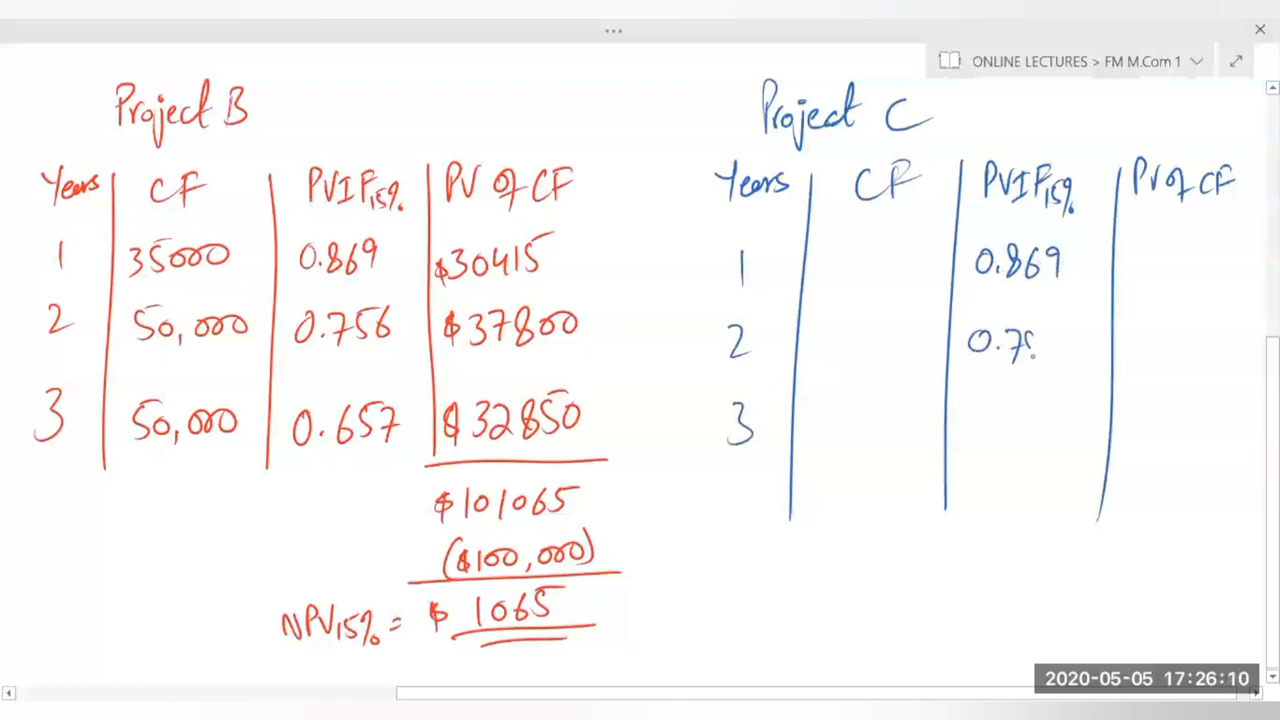 ONLINE LECTURES > FM M.Com 1
Project B
Years CF PVIF15% PV of CF
1 35000 0.869 $30415
2 50,000 0.756 $37800
3 50,000 0.657 $32850
$101065
($100,000)
NPV15% = $ 1065
Project C
Years CF PVIF15% PV of CF
1 0.869
2 0.75
3
2020-05-05 17:26:10